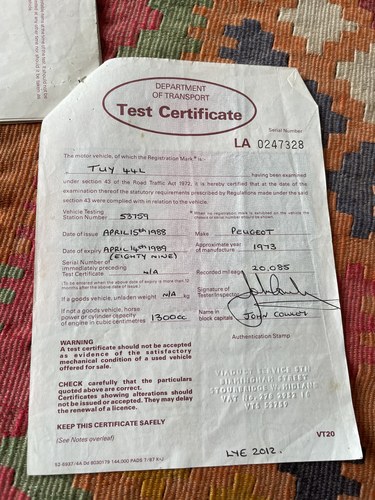 DEPARTMENT
OF TRANSPORT
Test Certificate
Serial Number
LA 0247328
The motor vehicle, of which the Registration Mark* is—
TUY 44L
having been examined
under section 43 of the Road Traffic Act 1972, it is hereby certified that at the date of the
examination thereof the statutory requirements prescribed by Regulations made under the said
section 43 were complied with in relation to the vehicle.
Vehicle Testing
Station Number 53759
Date of issue APRIL 15th 1988
Make PEUGEOT
Date of expiry APRIL 14th 1989
(EIGHTY NINE)
Approximate year
of manufacture 1973
Serial Number of
immediately preceding
Test Certificate N/A
Recorded mileage 20,085
Signature of
Tester/Inspector
If a goods vehicle, unladen weight N/A kg
Name in
block capitals JOHN
If not a goods vehicle, horse
power or cylinder capacity
of engine in cubic centimetres 1300cc
Authentication Stamp
WARNING
A test certificate should not be accepted
as evidence of the satisfactory
mechanical condition of a used vehicle
offered for sale.
CHECK carefully that the particulars
quoted above are correct.
Certificates showing alterations should
not be issued or accepted. They may delay
the renewal of a licence.
KEEP THIS CERTIFICATE SAFELY
(See Notes overleaf)
VT20
LYE 2012.